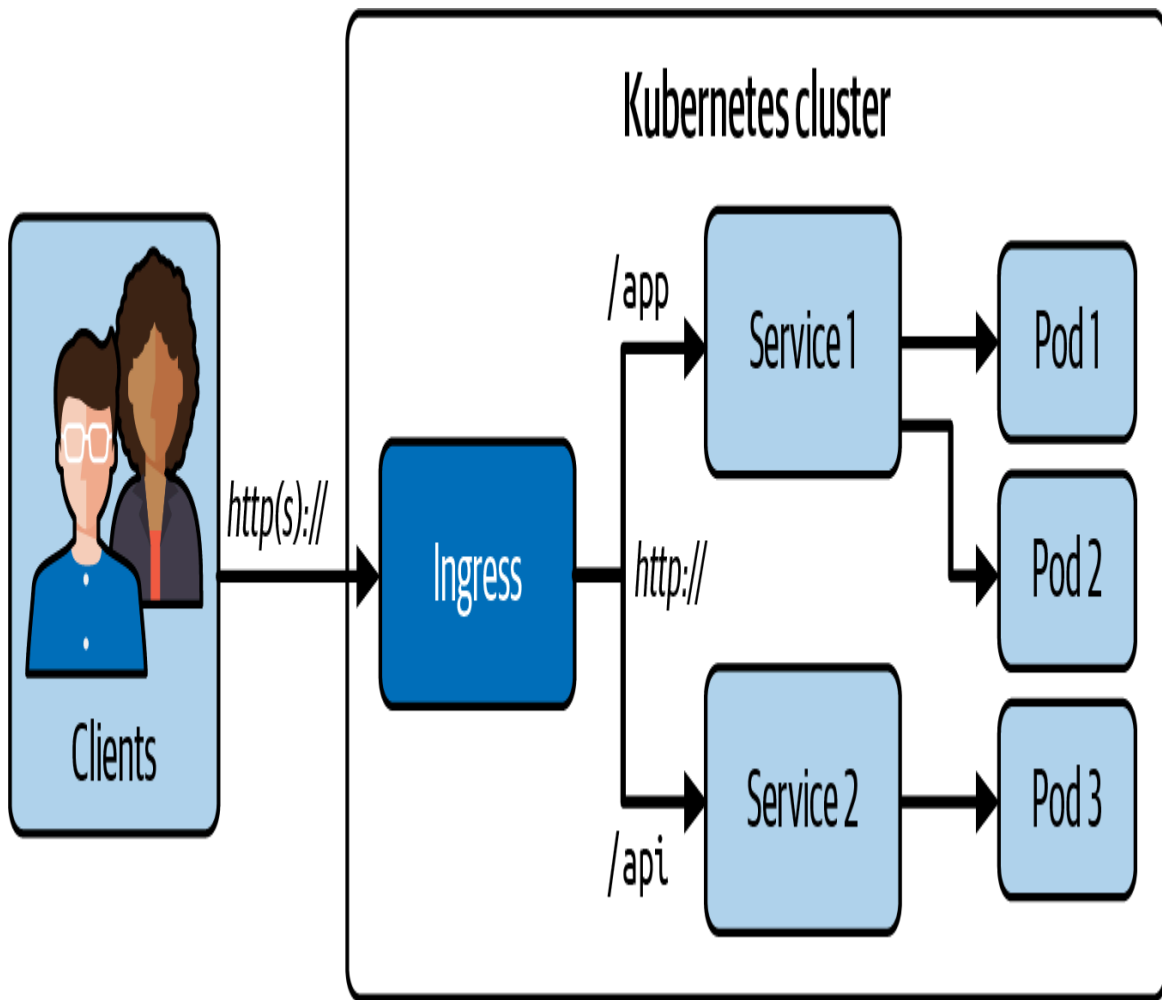 Kubernetes cluster
Clients
http(s)://
Ingress
http://
/app
Service 1
Pod 1
Pod 2
/api
Service 2
Pod 3